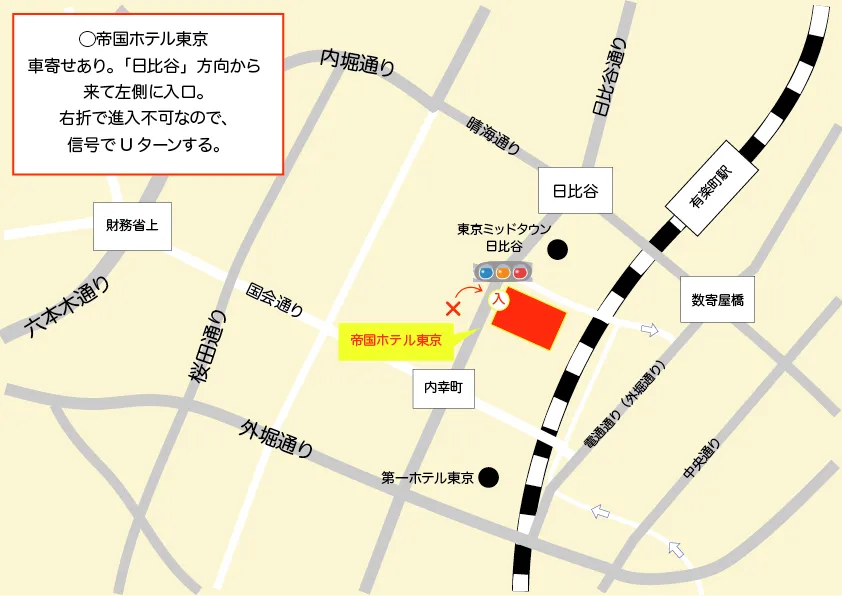 ◯帝国ホテル東京
車寄せあり。「日比谷」方向から
来て左側に入口。
右折で進入不可なので、
信号でUターンする。
内堀通り
日比谷通り
晴海通り
有楽町駅
日比谷
財務省上
東京ミッドタウン
日比谷
六本木通り
国会通り
入
数寄屋橋
桜田通り
帝国ホテル東京
内幸町
電通通り（外堀通り）
外堀通り
中央通り
第一ホテル東京